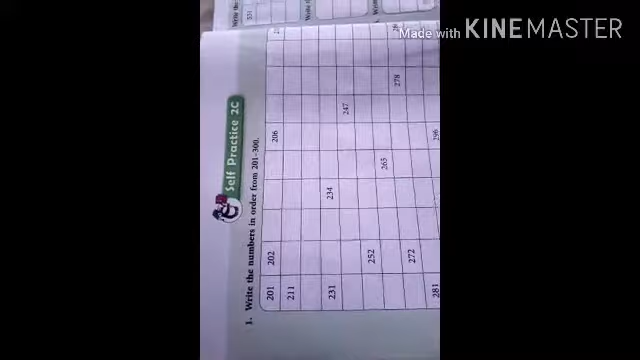 Made with KINEMASTER
Self Practice 2C
1. Write the numbers in order from 201-300.
201 202 206
211
231 234
247
252
265
272 278
281 296